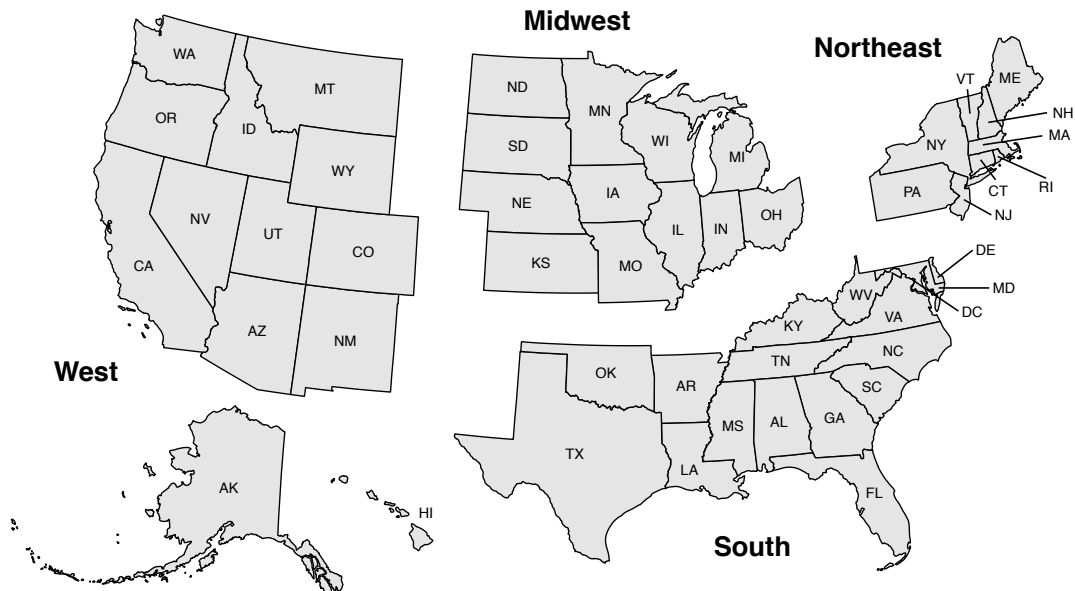 Midwest
Northeast
WA
MT
OR
ID
WY
NV
UT
CO
CA
AZ
NM
West
AK
HI
ND
MN
SD
WI
MI
NE
IA
IL
IN
OH
KS
MO
VT
ME
NH
MA
NY
RI
CT
PA
NJ
DE
MD
DC
WV
VA
KY
NC
TN
SC
OK
AR
MS
AL
GA
TX
LA
FL
South